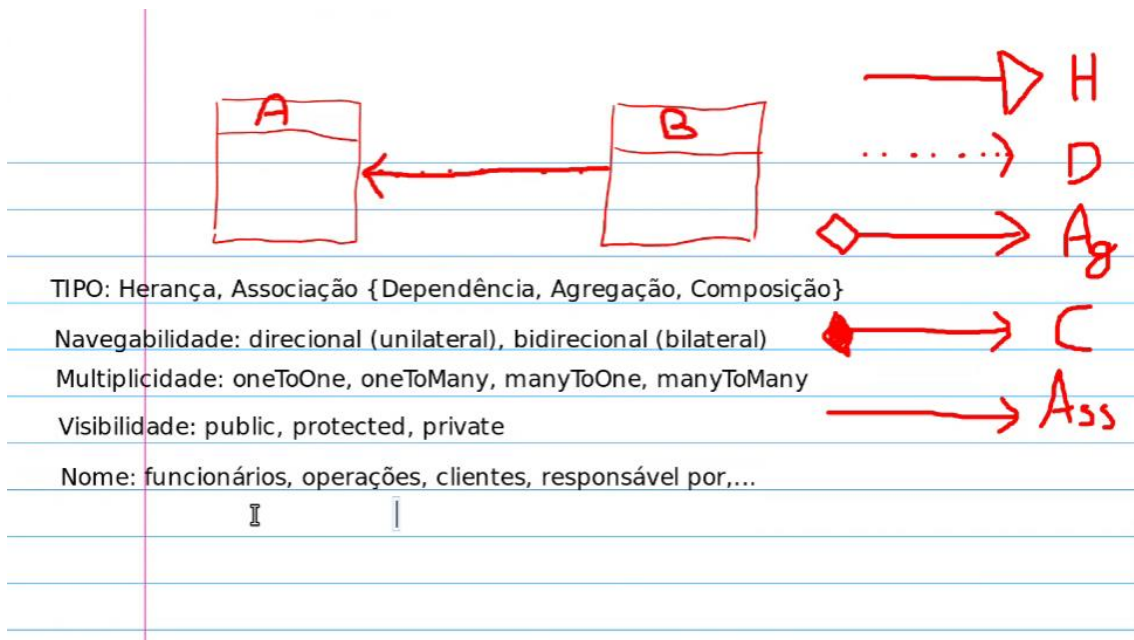 A
B
H
D
Ag
TIPO: Herança, Associação {Dependência, Agregação, Composição}
Navegabilidade: direcional (unilateral), bidirecional (bilateral)
C
Multiplicidade: oneToOne, oneToMany, manyToOne, manyToMany
Ass
Visibilidade: public, protected, private
Nome: funcionários, operações, clientes, responsável por,...